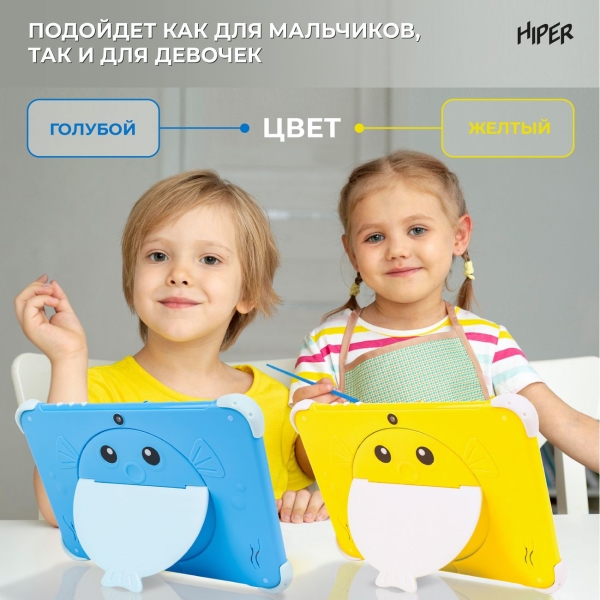 ПОДОЙДЕТ КАК ДЛЯ МАЛЬЧИКОВ,
ТАК И ДЛЯ ДЕВОЧЕК
HIPER
ГОЛУБОЙ
ЦВЕТ
ЖЕЛТЫЙ